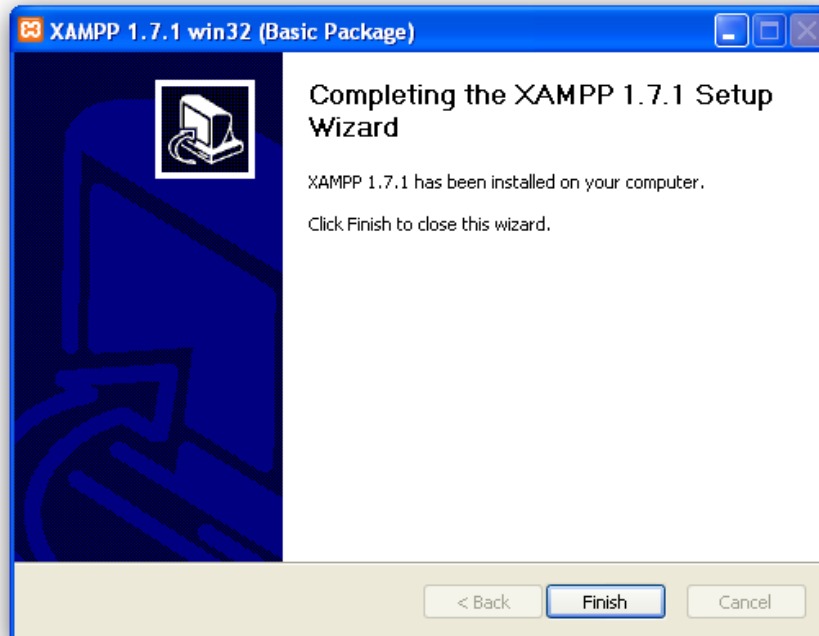 XAMPP 1.7.1 win32 (Basic Package)
Completing the XAMPP 1.7.1 Setup
Wizard
XAMPP 1.7.1 has been installed on your computer.
Click Finish to close this wizard.
< Back
Finish
Cancel